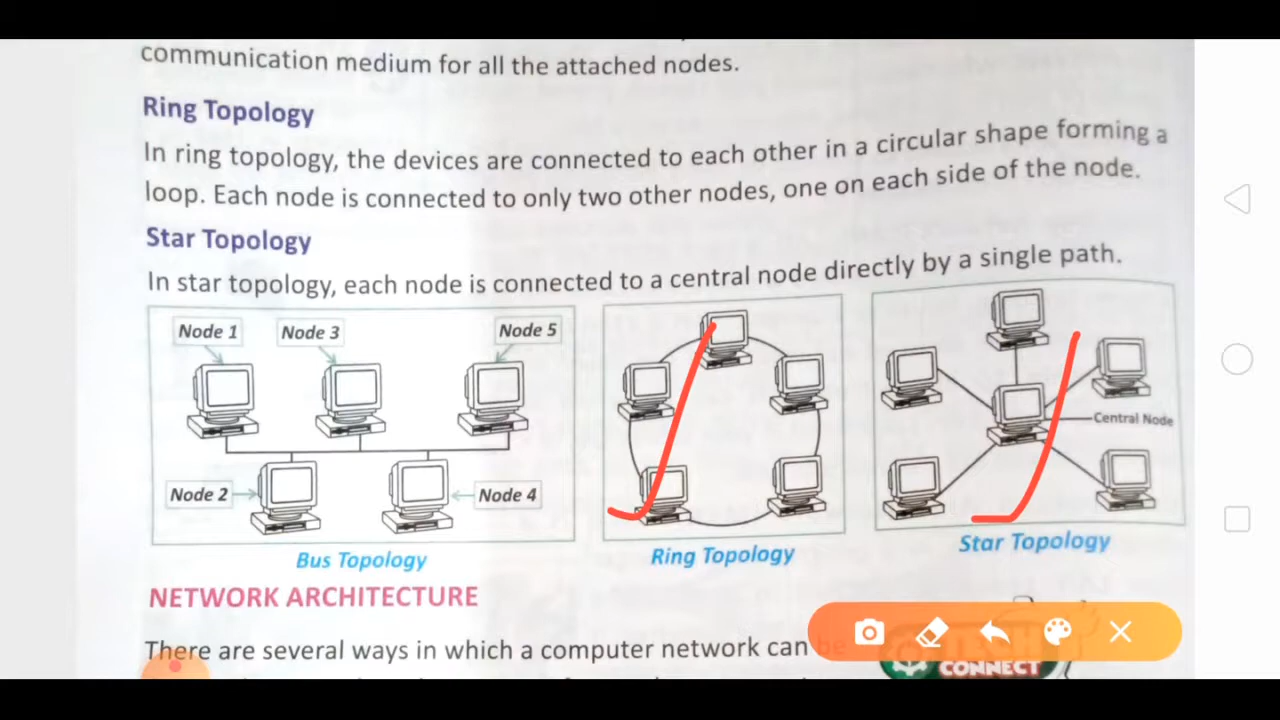 communication medium for all the attached nodes.
Ring Topology
In ring topology, the devices are connected to each other in a circular shape forming a
loop. Each node is connected to only two other nodes, one on each side of the node.
Star Topology
In star topology, each node is connected to a central node directly by a single path.
Node 1
Node 3
Node 5
Node 2
Node 4
Central Node
Bus Topology
Ring Topology
Star Topology
NETWORK ARCHITECTURE
There are several ways in which a computer network can be
TECH
CONNECT